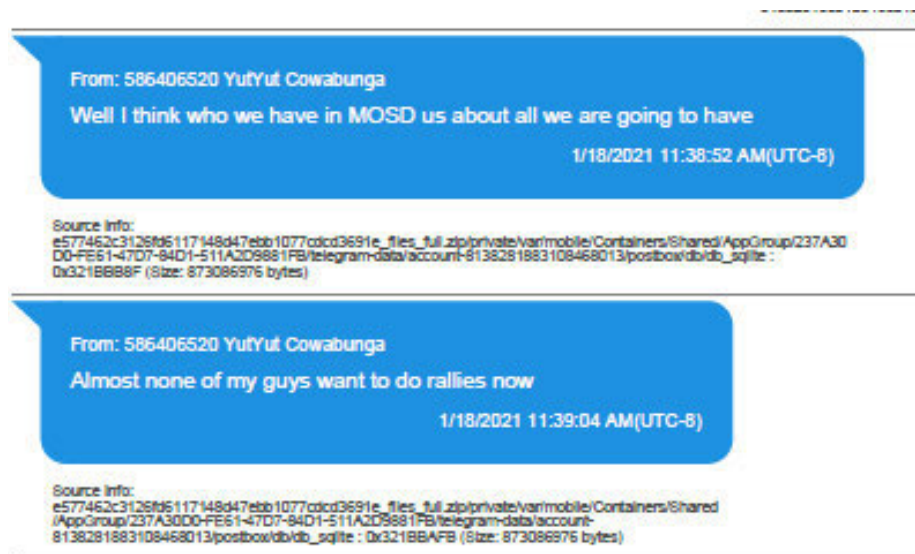 From: 586406520 YutYut Cowabunga
Well I think who we have in MOSD us about all we are going to have
1/18/2021 11:38:52 AM(UTC-8)
Source Info:
e577462c3126fd6117148d47ebb1077cdcd3691e_files_full.zip/private/var/mobile/Containers/Shared/AppGroup/237A30
D0-FE61-47D7-84D1-511A2D9881FB/telegram-data/account-8138281883108468013/postbox/db/db_sqlite :
0x321BBB8F (Size: 873086976 bytes)
From: 586406520 YutYut Cowabunga
Almost none of my guys want to do rallies now
1/18/2021 11:39:04 AM(UTC-8)
Source Info:
e577462c3126fd6117148d47ebb1077cdcd3691e_files_full.zip/private/var/mobile/Containers/Shared
/AppGroup/237A30D0-FE61-47D7-84D1-511A2D9881FB/telegram-data/account-
8138281883108468013/postbox/db/db_sqlite : 0x321BBAFB (Size: 873086976 bytes)